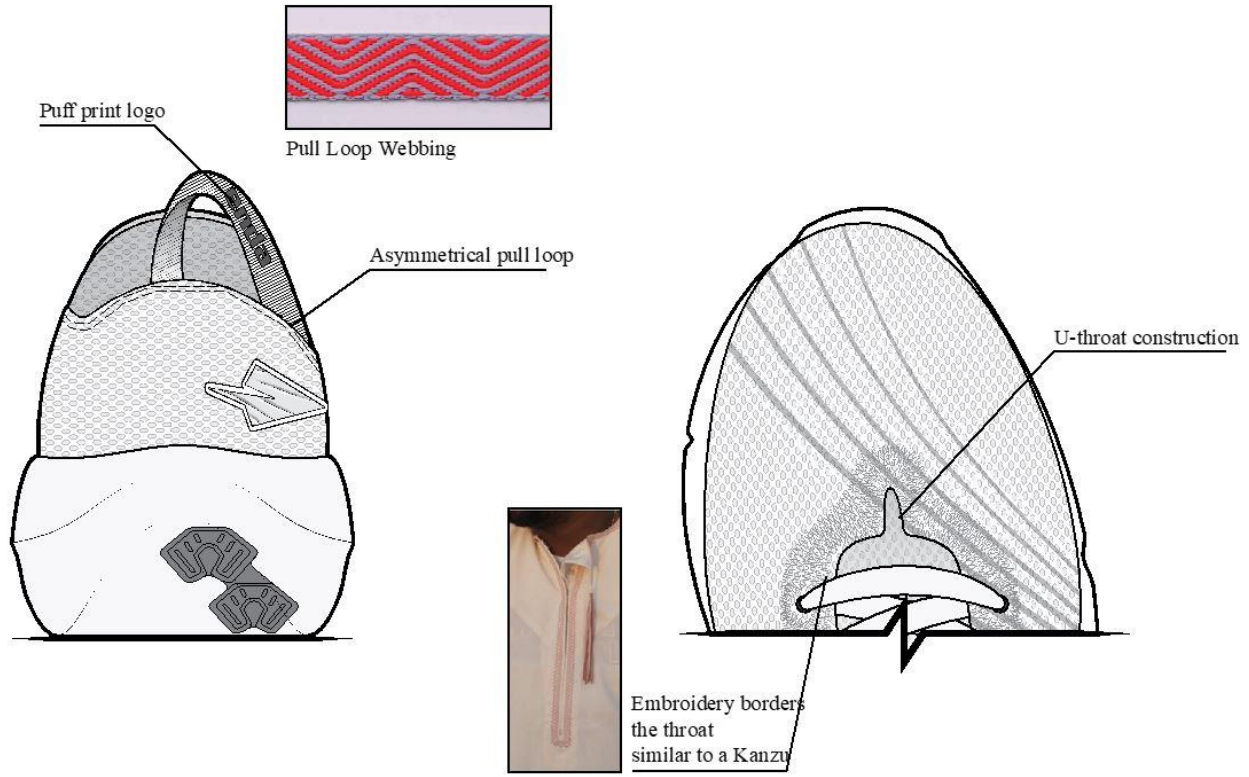 Puff print logo
Pull Loop Webbing
Asymmetrical pull loop
U-throat construction
Embroidery borders
the throat
similar to a Kanzu